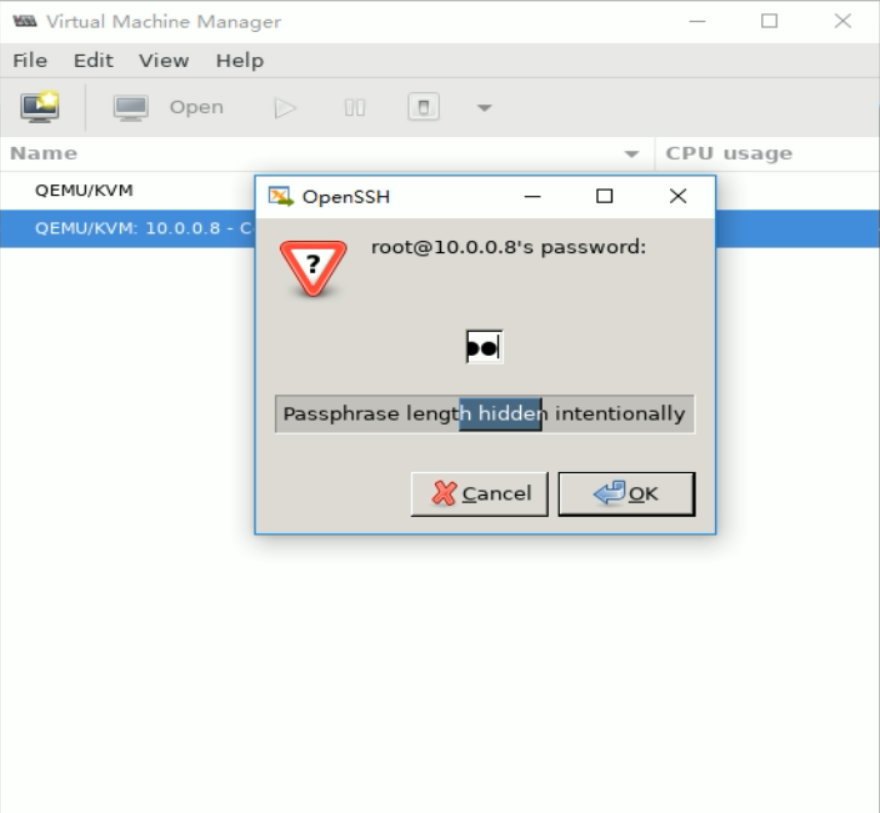 Virtual Machine Manager
File Edit View Help
Open
Name CPU usage
QEMU/KVM
QEMU/KVM: 10.0.0.8 - C
OpenSSH
root@10.0.0.8's password:
Passphrase length hidden intentionally
Cancel OK